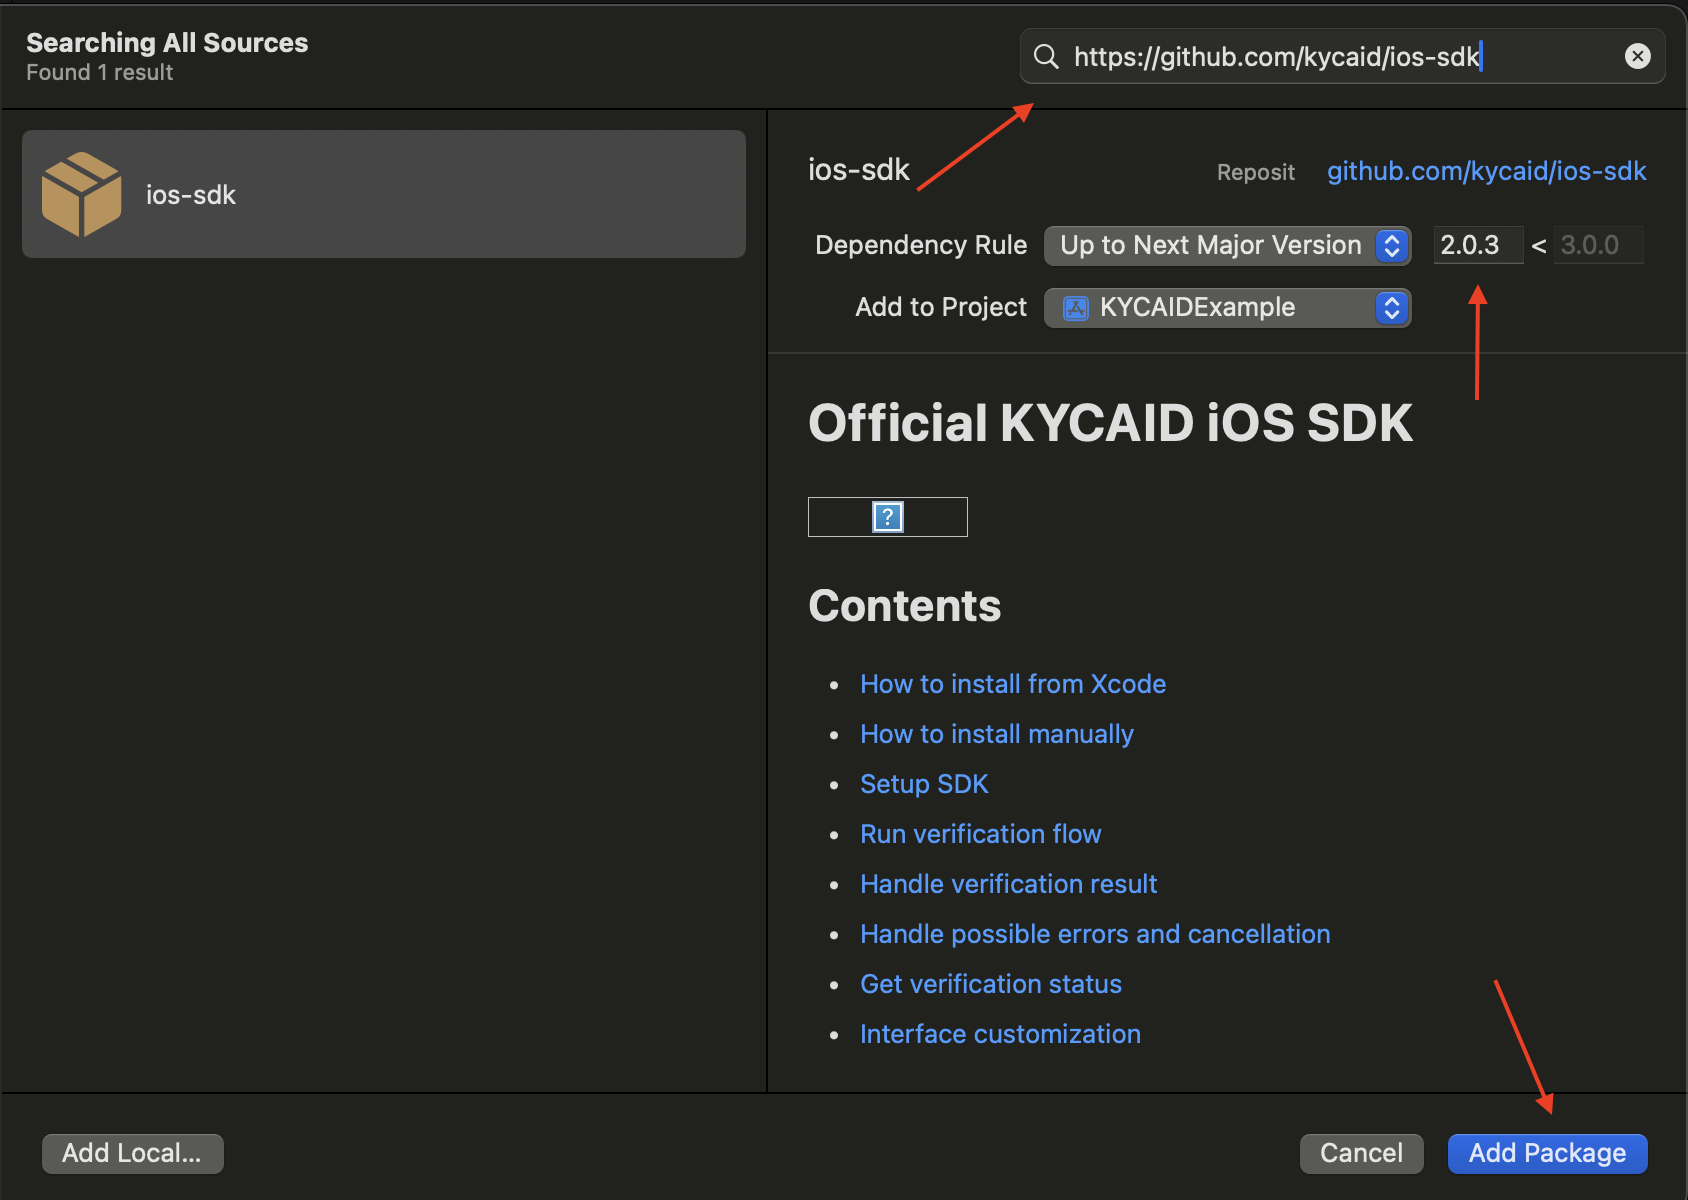 Searching All Sources
Found 1 result
https://github.com/kycaid/ios-sdk
ios-sdk
ios-sdk
Reposit github.com/kycaid/ios-sdk
Dependency Rule Up to Next Major Version 2.0.3 < 3.0.0
Add to Project KYCAIDExample
Official KYCAID iOS SDK
?
Contents
• How to install from Xcode
• How to install manually
• Setup SDK
• Run verification flow
• Handle verification result
• Handle possible errors and cancellation
• Get verification status
• Interface customization
Add Local...
Cancel
Add Package